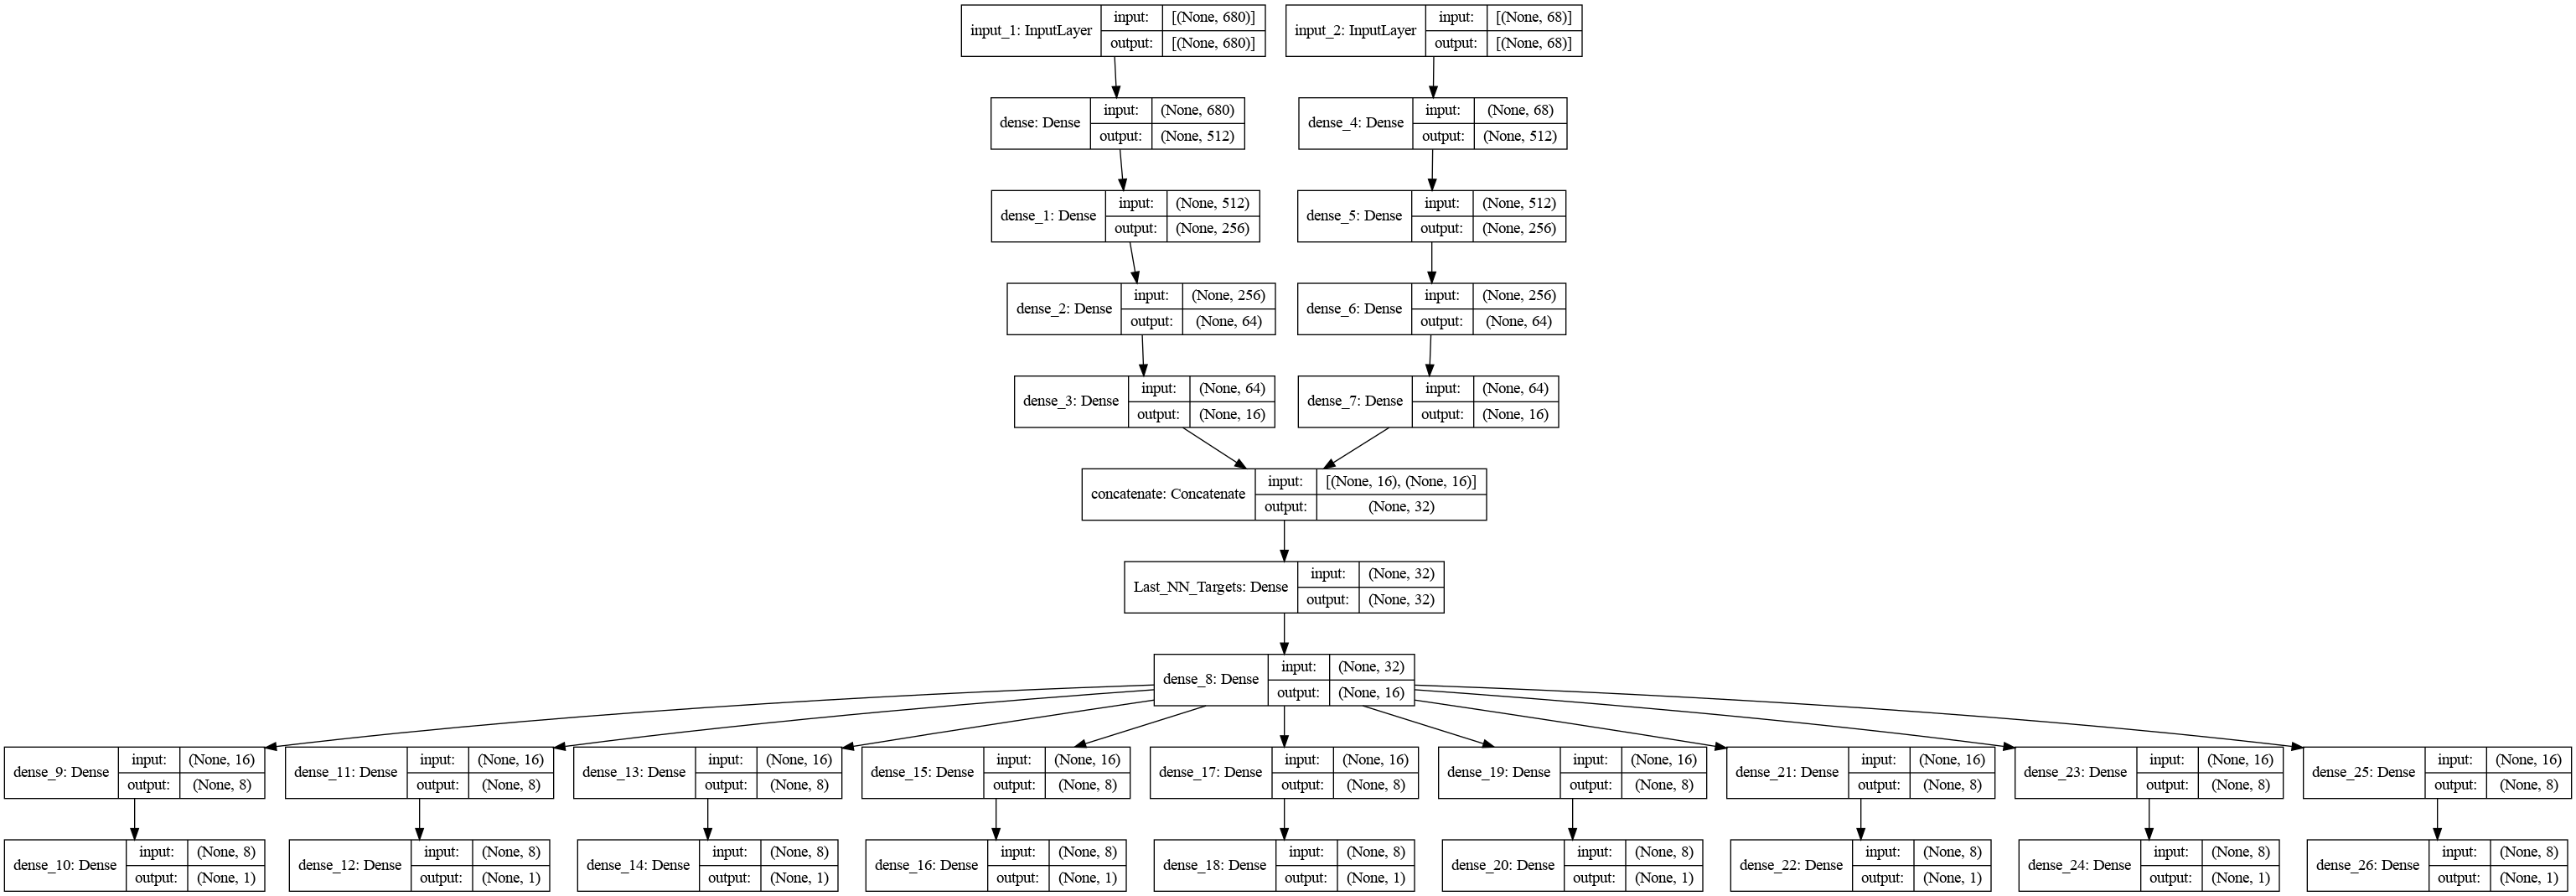 input_1: InputLayer input: [(None, 680)]
output: [(None, 680)]
input_2: InputLayer input: [(None, 68)]
output: [(None, 68)]
dense: Dense input: (None, 680)
output: (None, 512)
dense_4: Dense input: (None, 68)
output: (None, 512)
dense_1: Dense input: (None, 512)
output: (None, 256)
dense_5: Dense input: (None, 512)
output: (None, 256)
dense_2: Dense input: (None, 256)
output: (None, 64)
dense_6: Dense input: (None, 256)
output: (None, 64)
dense_3: Dense input: (None, 64)
output: (None, 16)
dense_7: Dense input: (None, 64)
output: (None, 16)
concatenate: Concatenate input: [(None, 16), (None, 16)]
output: (None, 32)
Last_NN_Targets: Dense input: (None, 32)
output: (None, 32)
dense_8: Dense input: (None, 32)
output: (None, 16)
dense_9: Dense input: (None, 16)
output: (None, 8)
dense_11: Dense input: (None, 16)
output: (None, 8)
dense_13: Dense input: (None, 16)
output: (None, 8)
dense_15: Dense input: (None, 16)
output: (None, 8)
dense_17: Dense input: (None, 16)
output: (None, 8)
dense_19: Dense input: (None, 16)
output: (None, 8)
dense_21: Dense input: (None, 16)
output: (None, 8)
dense_23: Dense input: (None, 16)
output: (None, 8)
dense_25: Dense input: (None, 16)
output: (None, 8)
dense_10: Dense input: (None, 8)
output: (None, 1)
dense_12: Dense input: (None, 8)
output: (None, 1)
dense_14: Dense input: (None, 8)
output: (None, 1)
dense_16: Dense input: (None, 8)
output: (None, 1)
dense_18: Dense input: (None, 8)
output: (None, 1)
dense_20: Dense input: (None, 8)
output: (None, 1)
dense_22: Dense input: (None, 8)
output: (None, 1)
dense_24: Dense input: (None, 8)
output: (None, 1)
dense_26: Dense input: (None, 8)
output: (None, 1)